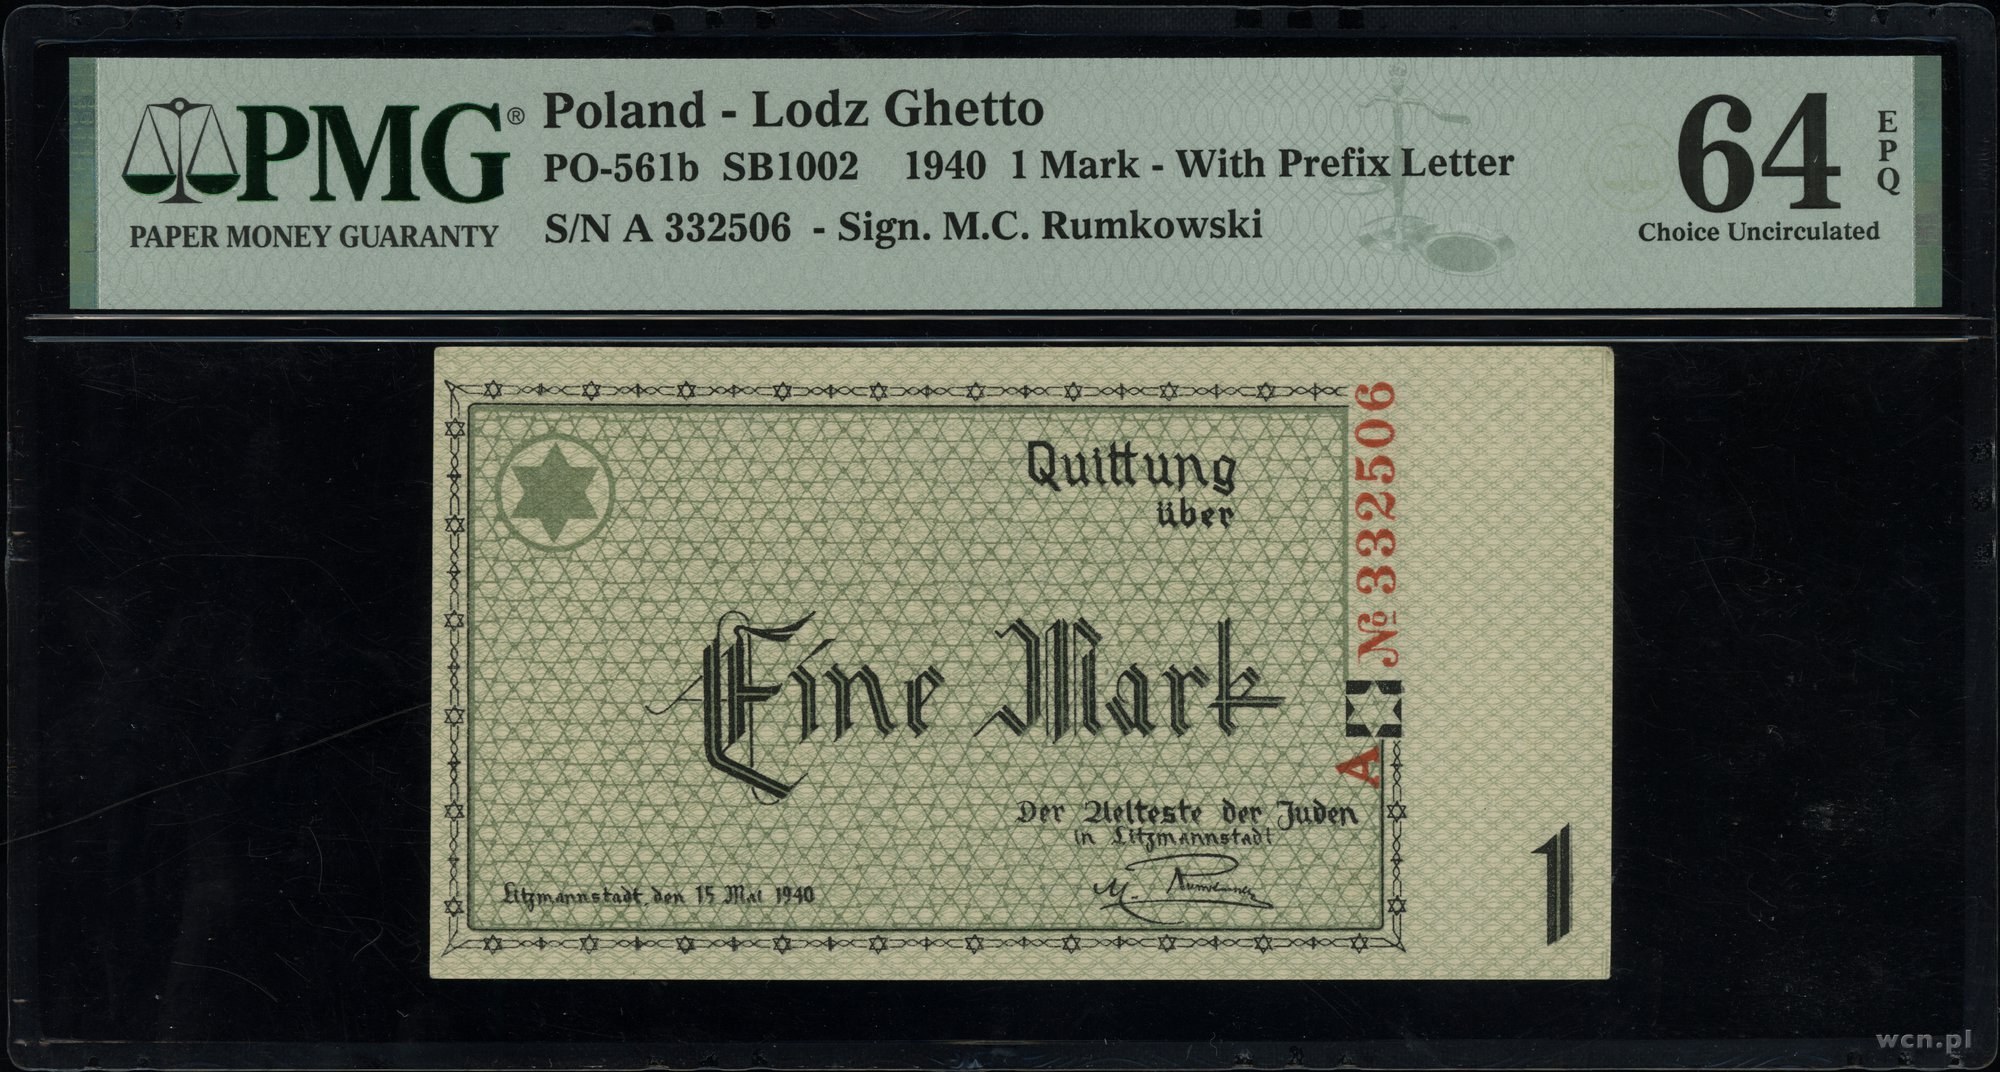 PMG®
PAPER MONEY GUARANTY
Poland - Lodz Ghetto
PO-561b SB1002 1940 1 Mark - With Prefix Letter
S/N A 332506 - Sign. M.C. Rumkowski
64
EPQ
Choice Uncirculated
Quittung
über
Eine Mark
A № 332506
Der Aelteste der Juden
in Litzmannstadt
M.
Litzmannstadt, den 15 Mai 1940
1
wcn.pl